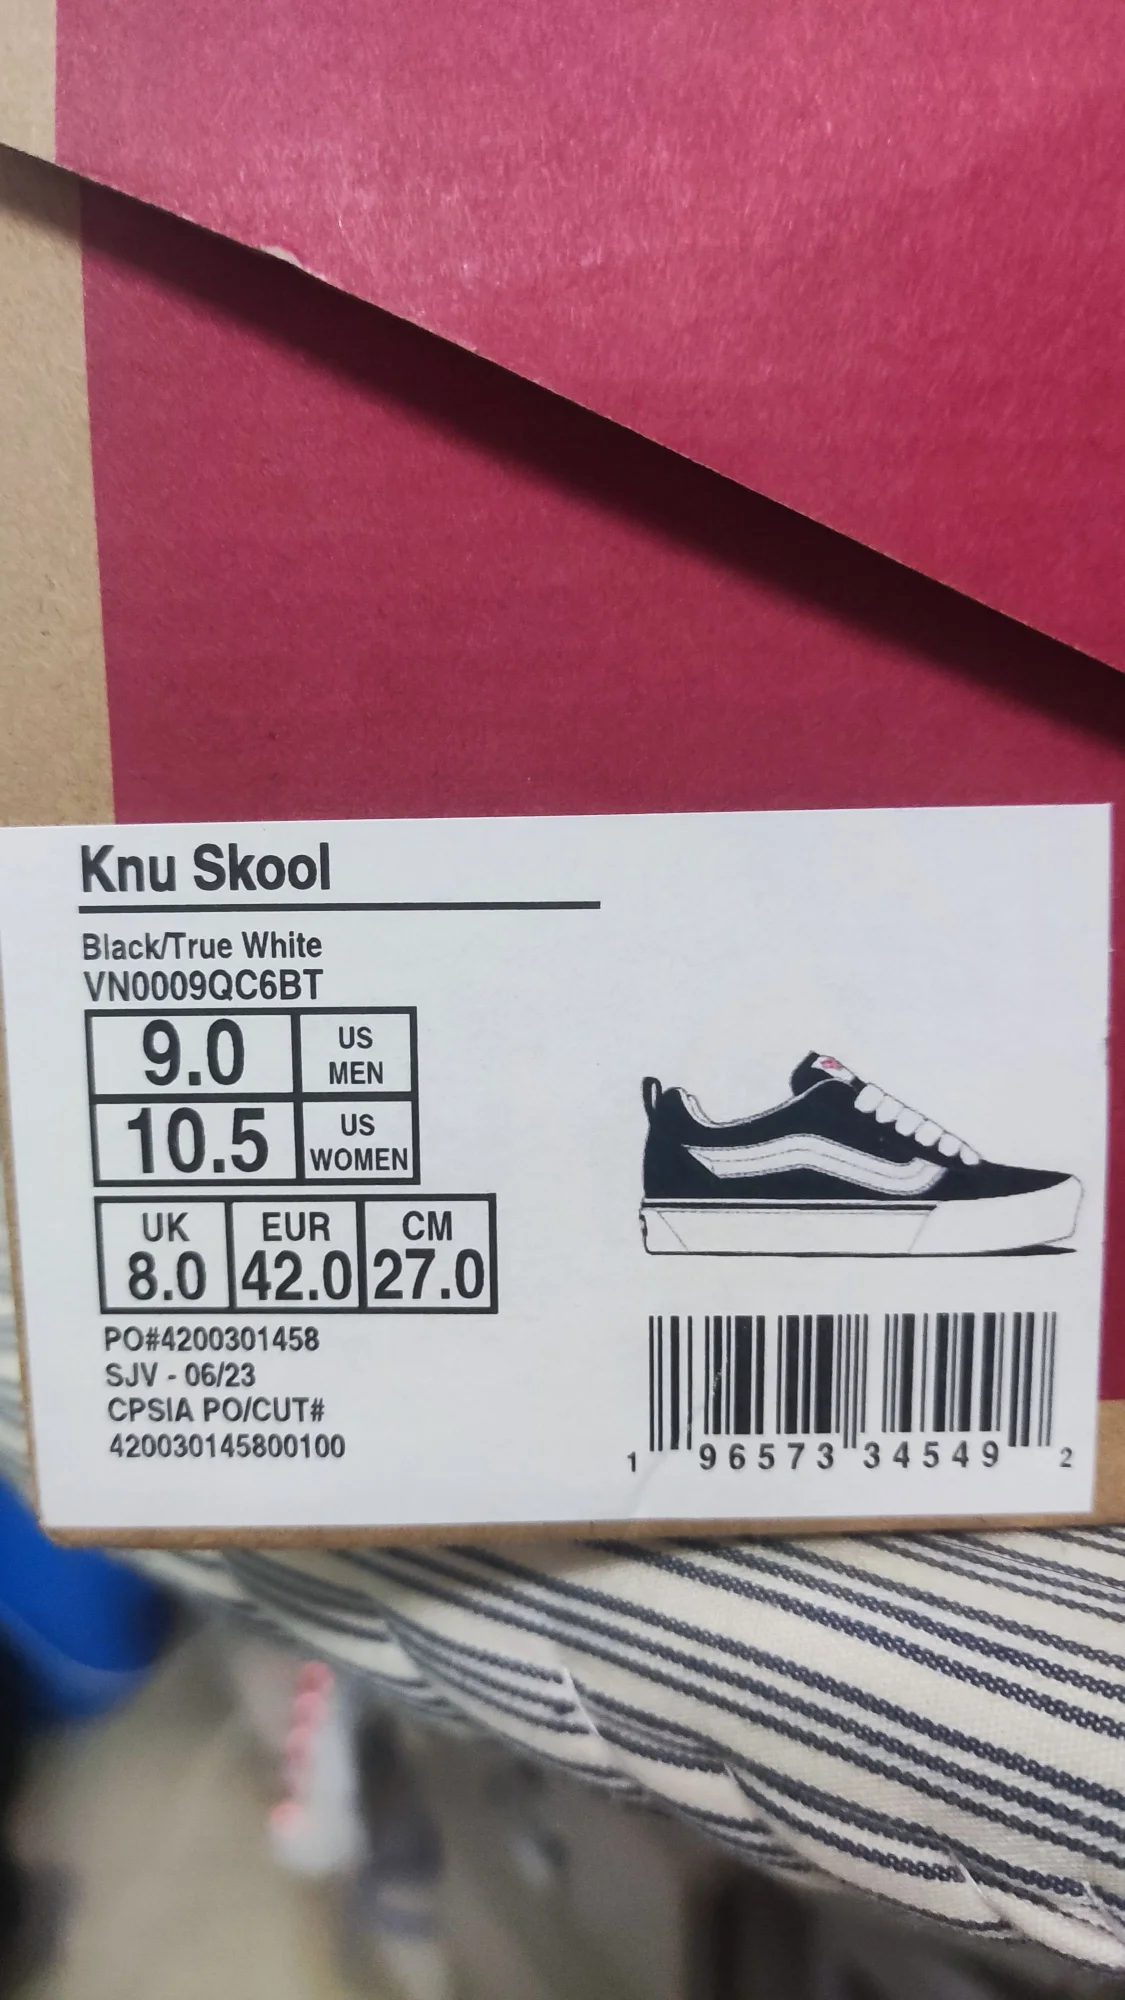 Knu Skool
Black/True White
VN0009QC6BT
9.0 US MEN
10.5 US WOMEN
UK EUR CM
8.0 42.0 27.0
PO#4200301458
SJV - 06/23
CPSIA PO/CUT#
420030145800100
1 96573 34549 2